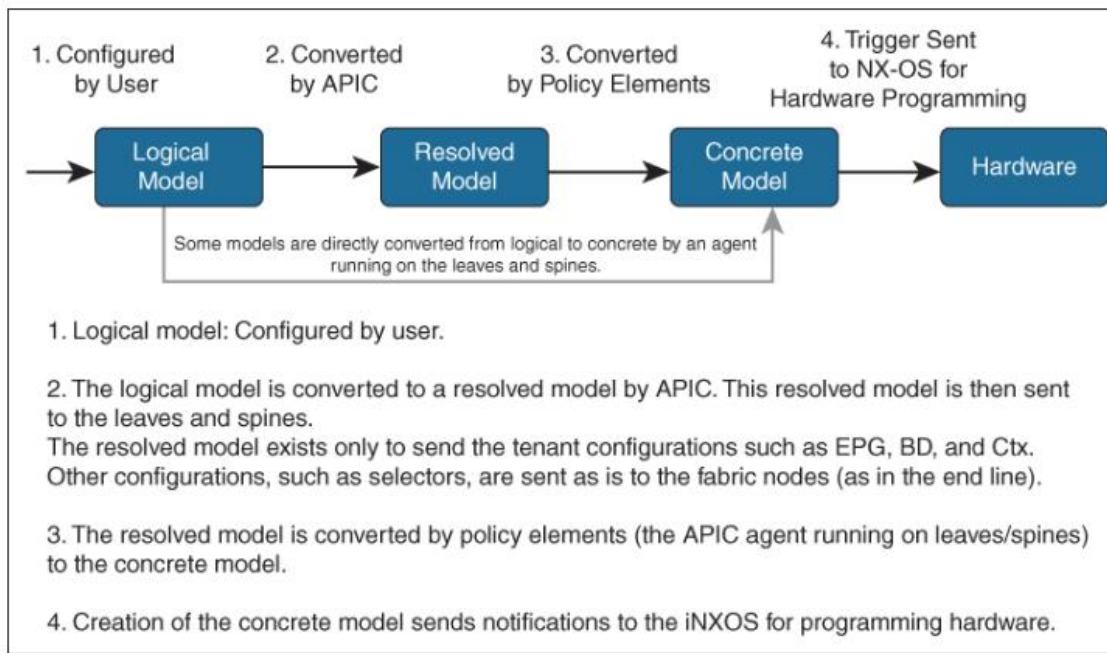 1. Configured
by User
2. Converted
by APIC
3. Converted
by Policy Elements
4. Trigger Sent
to NX-OS for
Hardware Programming
Logical
Model
Resolved
Model
Concrete
Model
Hardware
Some models are directly converted from logical to concrete by an agent
running on the leaves and spines.
1. Logical model: Configured by user.
2. The logical model is converted to a resolved model by APIC. This resolved model is then sent
to the leaves and spines.
The resolved model exists only to send the tenant configurations such as EPG, BD, and Ctx.
Other configurations, such as selectors, are sent as is to the fabric nodes (as in the end line).
3. The resolved model is converted by policy elements (the APIC agent running on leaves/spines)
to the concrete model.
4. Creation of the concrete model sends notifications to the iNXOS for programming hardware.